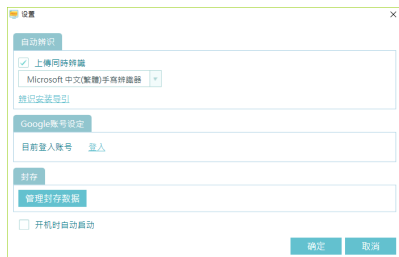 设置
自动辨识
上傳同時辨識
Microsoft 中文(繁體)手寫辨識器
辨识安装导引
Google账号设定
目前登入账号 登入
封存
管理封存数据
开机时自动启动
确定 取消